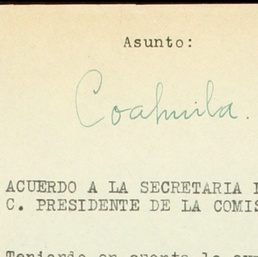 Asunto:
Coahuila.
ACUERDO A LA SECRETARIA
C. PRESIDENTE DE LA COMIS
Teniendo en cuenta lo